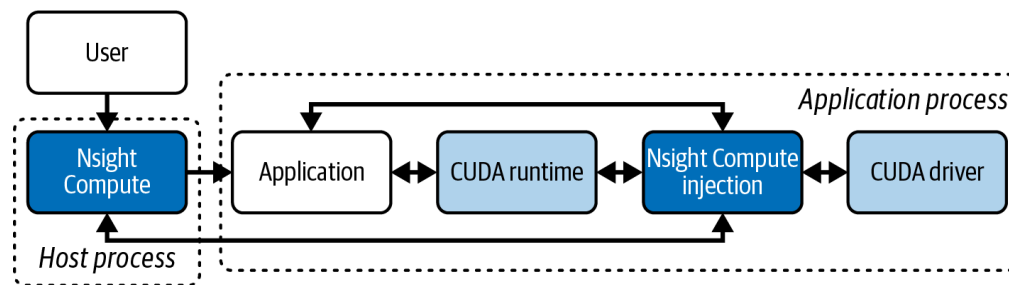 User
Application process
Nsight
Compute
Application
CUDA runtime
Nsight Compute
injection
CUDA driver
Host process